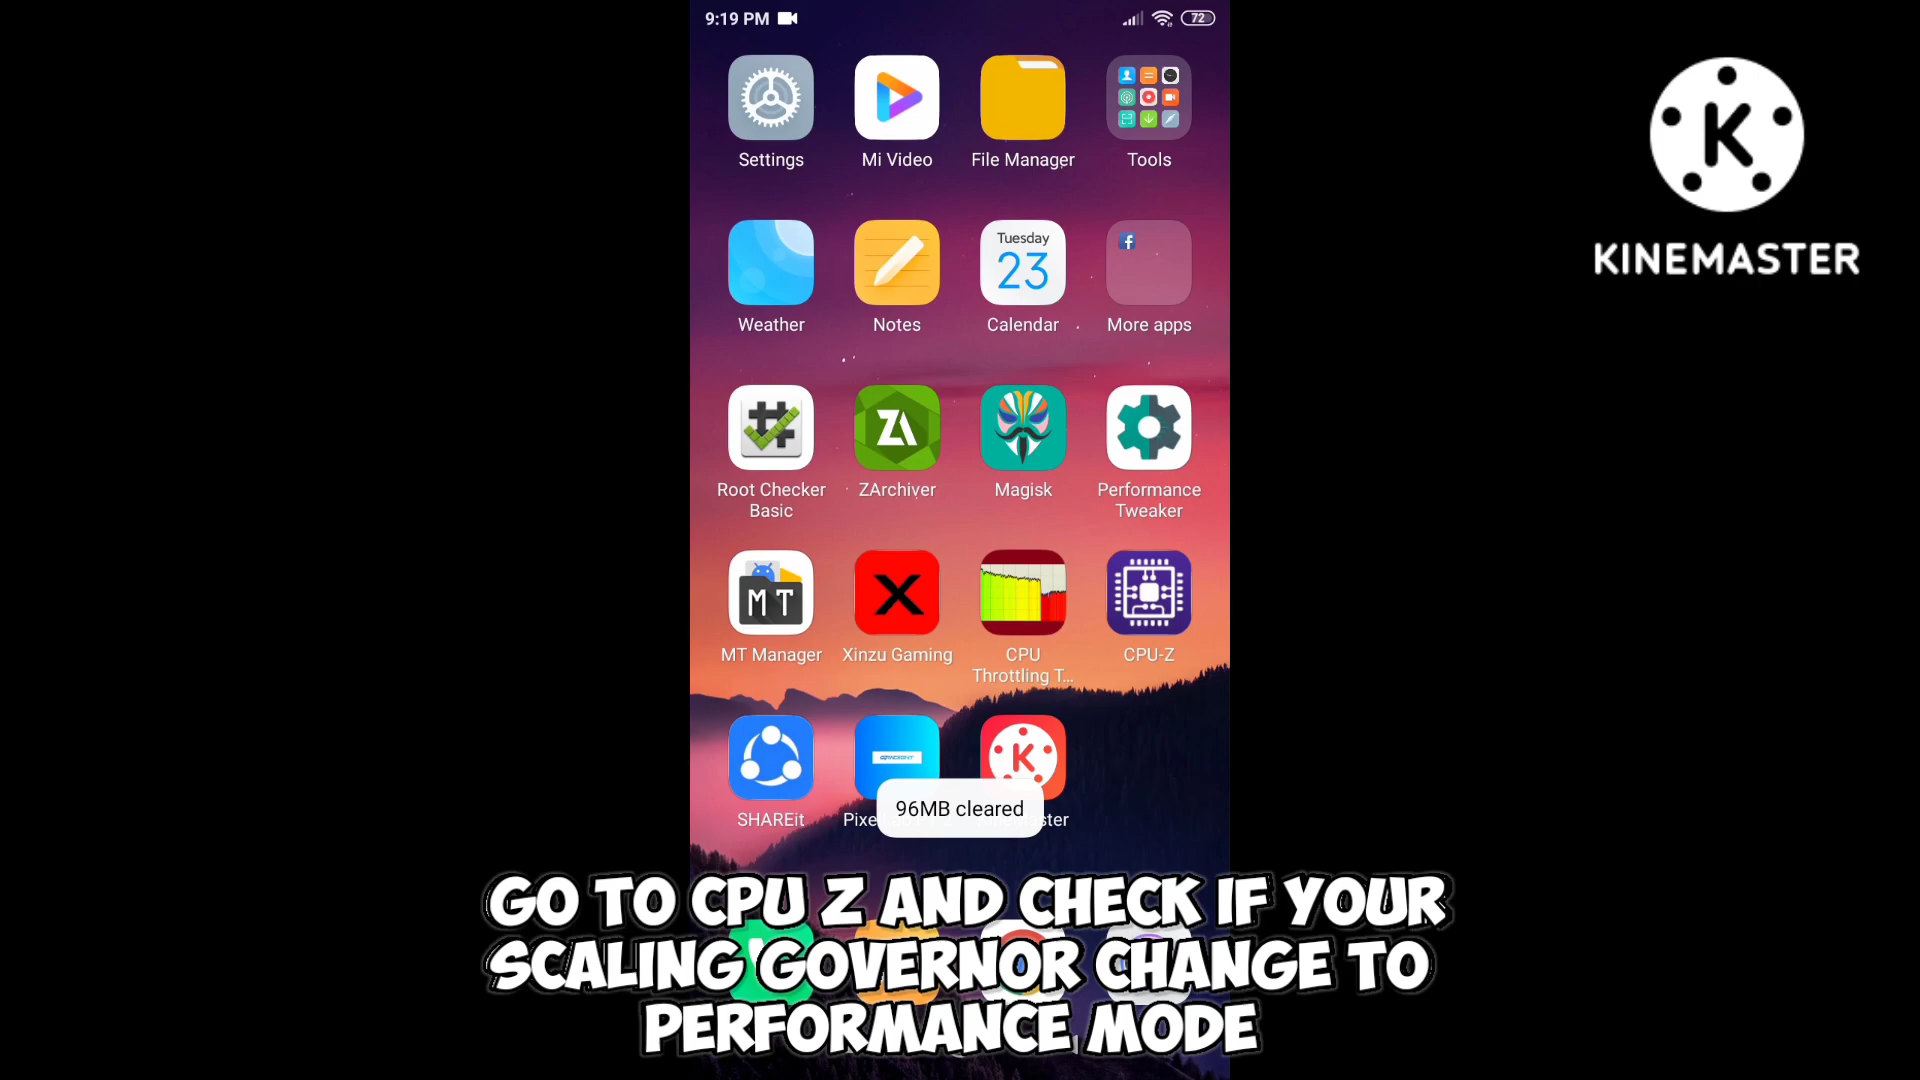 9:19 PM
72
K
KINEMASTER
Settings
Mi Video
File Manager
Tools
Tuesday
23
f
Weather
Notes
Calendar
More apps
ZA
Root Checker
Basic
ZArchiver
Magisk
Performance
Tweaker
MT
X
MT Manager
Xinzu Gaming
CPU
Throttling T...
CPU-Z
K
96MB cleared
SHAREit
GO TO CPU Z AND CHECK IF YOUR
SCALING GOVERNOR CHANGE TO
PERFORMANCE MODE